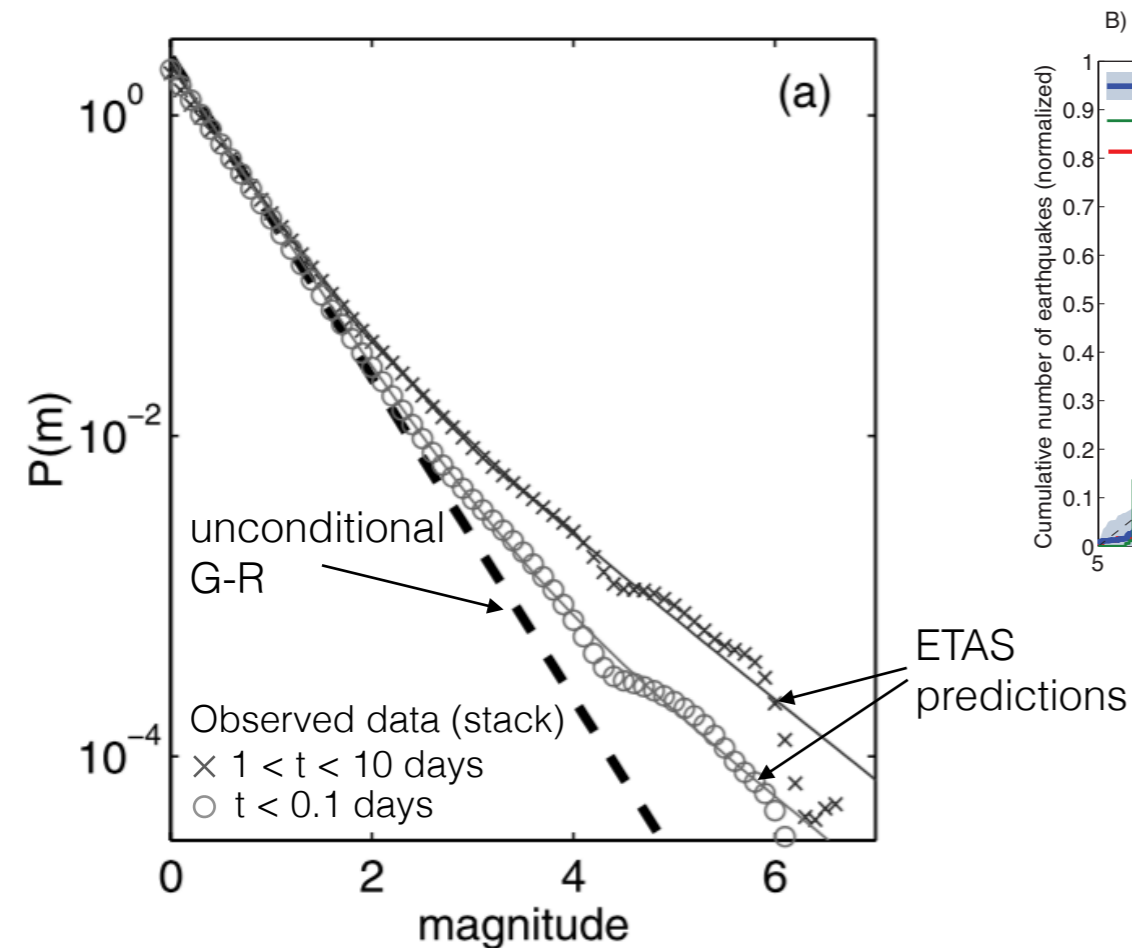 (a)
10^0
10^-2
10^-4
P(m)
unconditional
G-R
Observed data (stack)
× 1 < t < 10 days
○ t < 0.1 days
ETAS
predictions
0 2 4 6
magnitude
B)
Cumulative number of earthquakes (normalized)
1
0.9
0.8
0.7
0.6
0.5
0.4
0.3
0.2
0.1
0
5